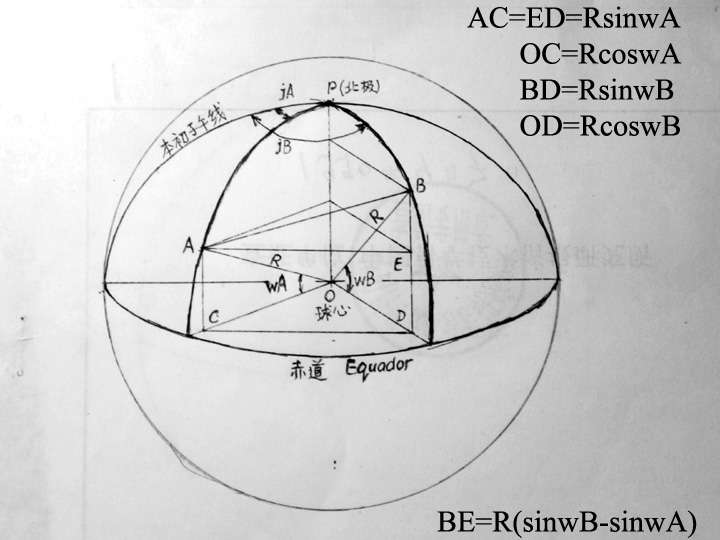 AC=ED=RsinwA
OC=RcoswA
BD=RsinwB
OD=RcoswB
jA
P(北极)
本初子午线
jB
B
R
A
R
E
wA
wB
O
球心
C
D
赤道 Equador
BE=R(sinwB-sinwA)